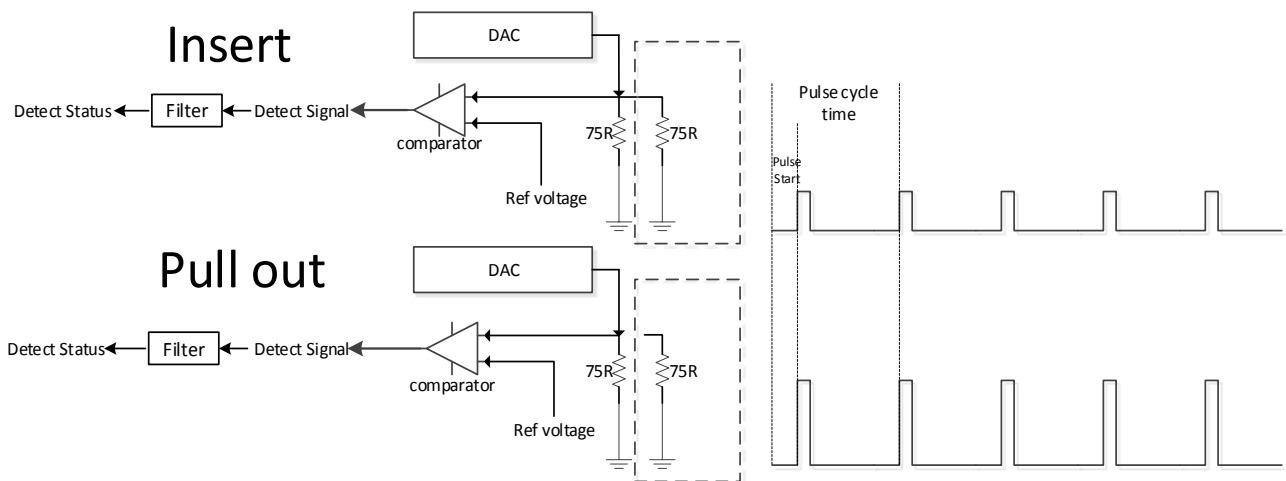 Insert
DAC
Detect Status
Filter
Detect Signal
comparator
75R
75R
Ref voltage
Pull out
DAC
Detect Status
Filter
Detect Signal
comparator
75R
75R
Ref voltage
Pulse cycle
time
Pulse
Start